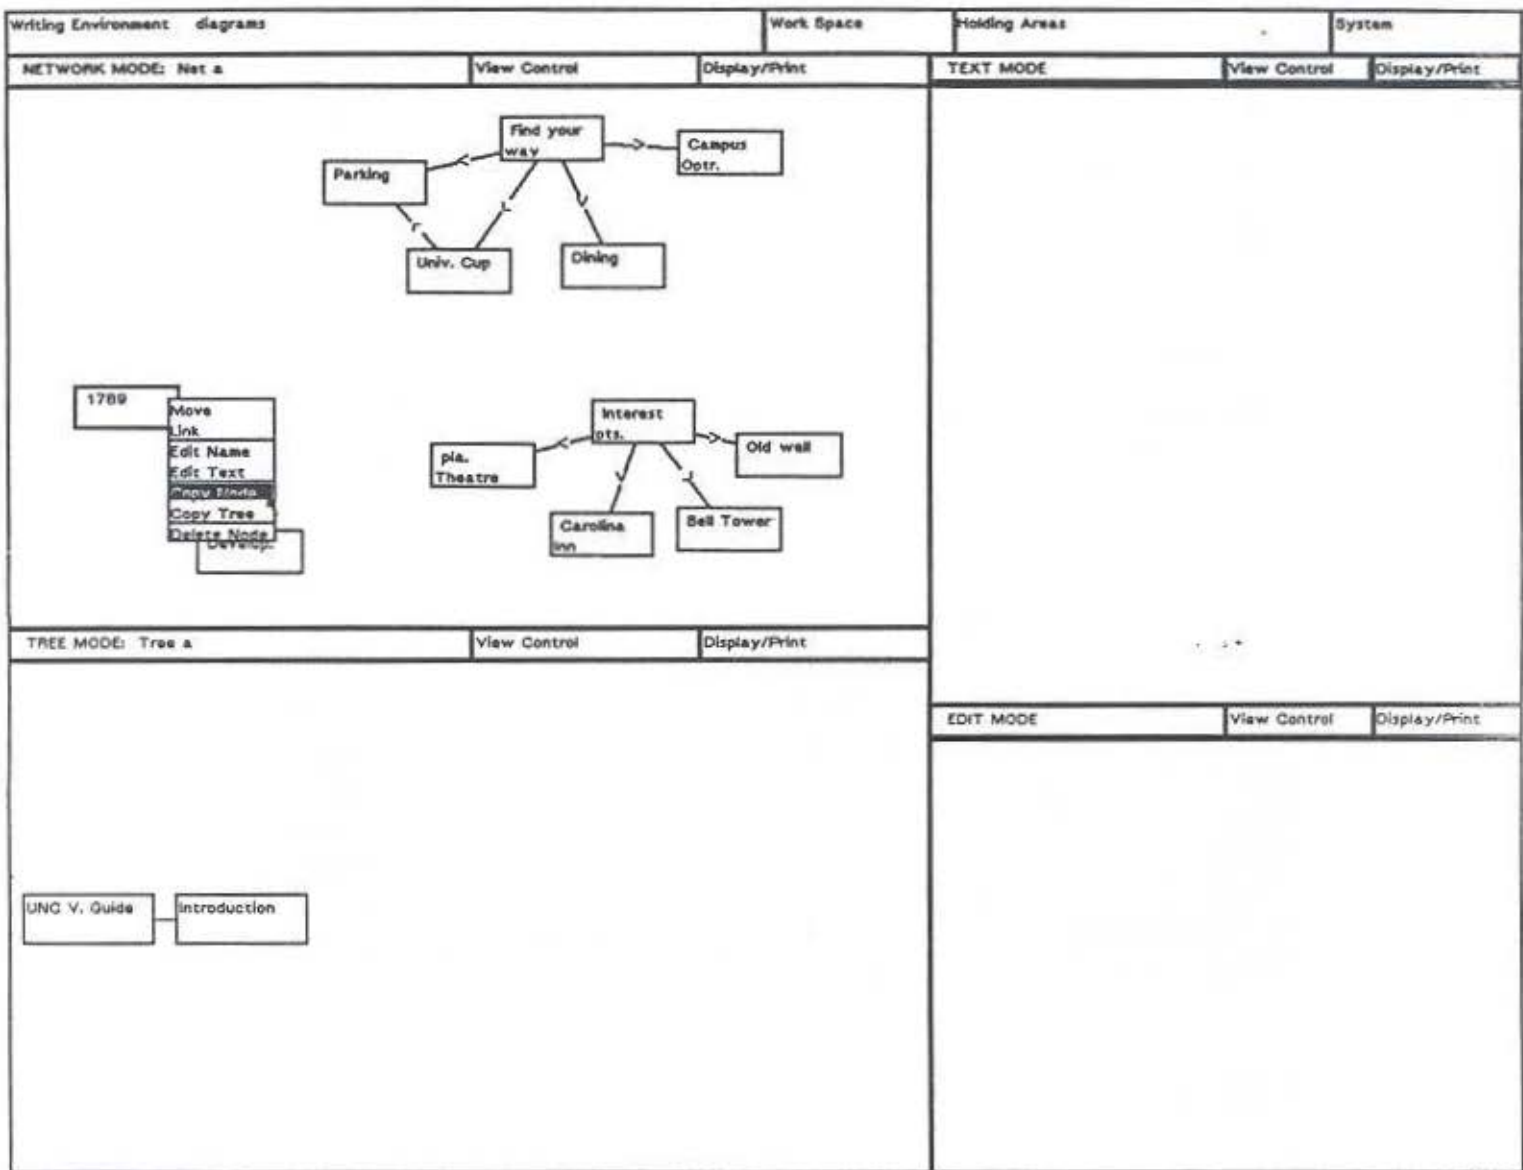 Writing Environment diagrams
Work Space
Holding Areas
System
NETWORK MODE: Net a
View Control
Display/Print
TEXT MODE
View Control
Display/Print
Find your
way
Campus
Optr.
Parking
Univ. Cup
Dining
1789
Move
Link
Edit Name
Edit Text
Copy Node
Copy Tree
Delete Node
Develop.
Interest
pts.
pla.
Theatre
Old well
Carolina
Inn
Bell Tower
TREE MODE: Tree a
View Control
Display/Print
EDIT MODE
View Control
Display/Print
UNC V. Guide
Introduction